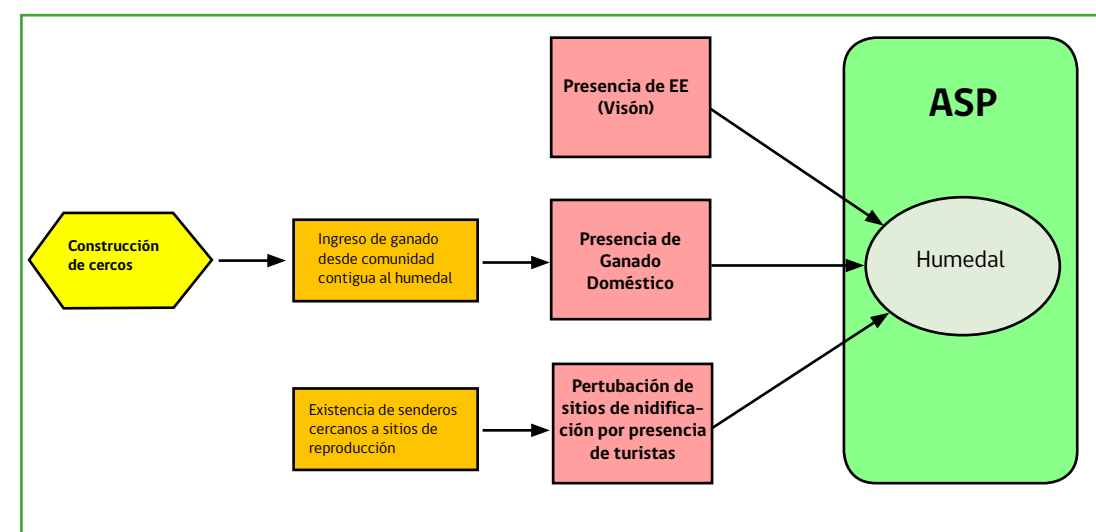 Presencia de EE
(Visón)
ASP
Construcción
de cercos
Ingreso de ganado
desde comunidad
contigua al humedal
Presencia de
Ganado
Doméstico
Humedal
Existencia de senderos
cercanos a sitios de
reproducción
Pertubación de
sitios de nidifica-
ción por presencia
de turistas